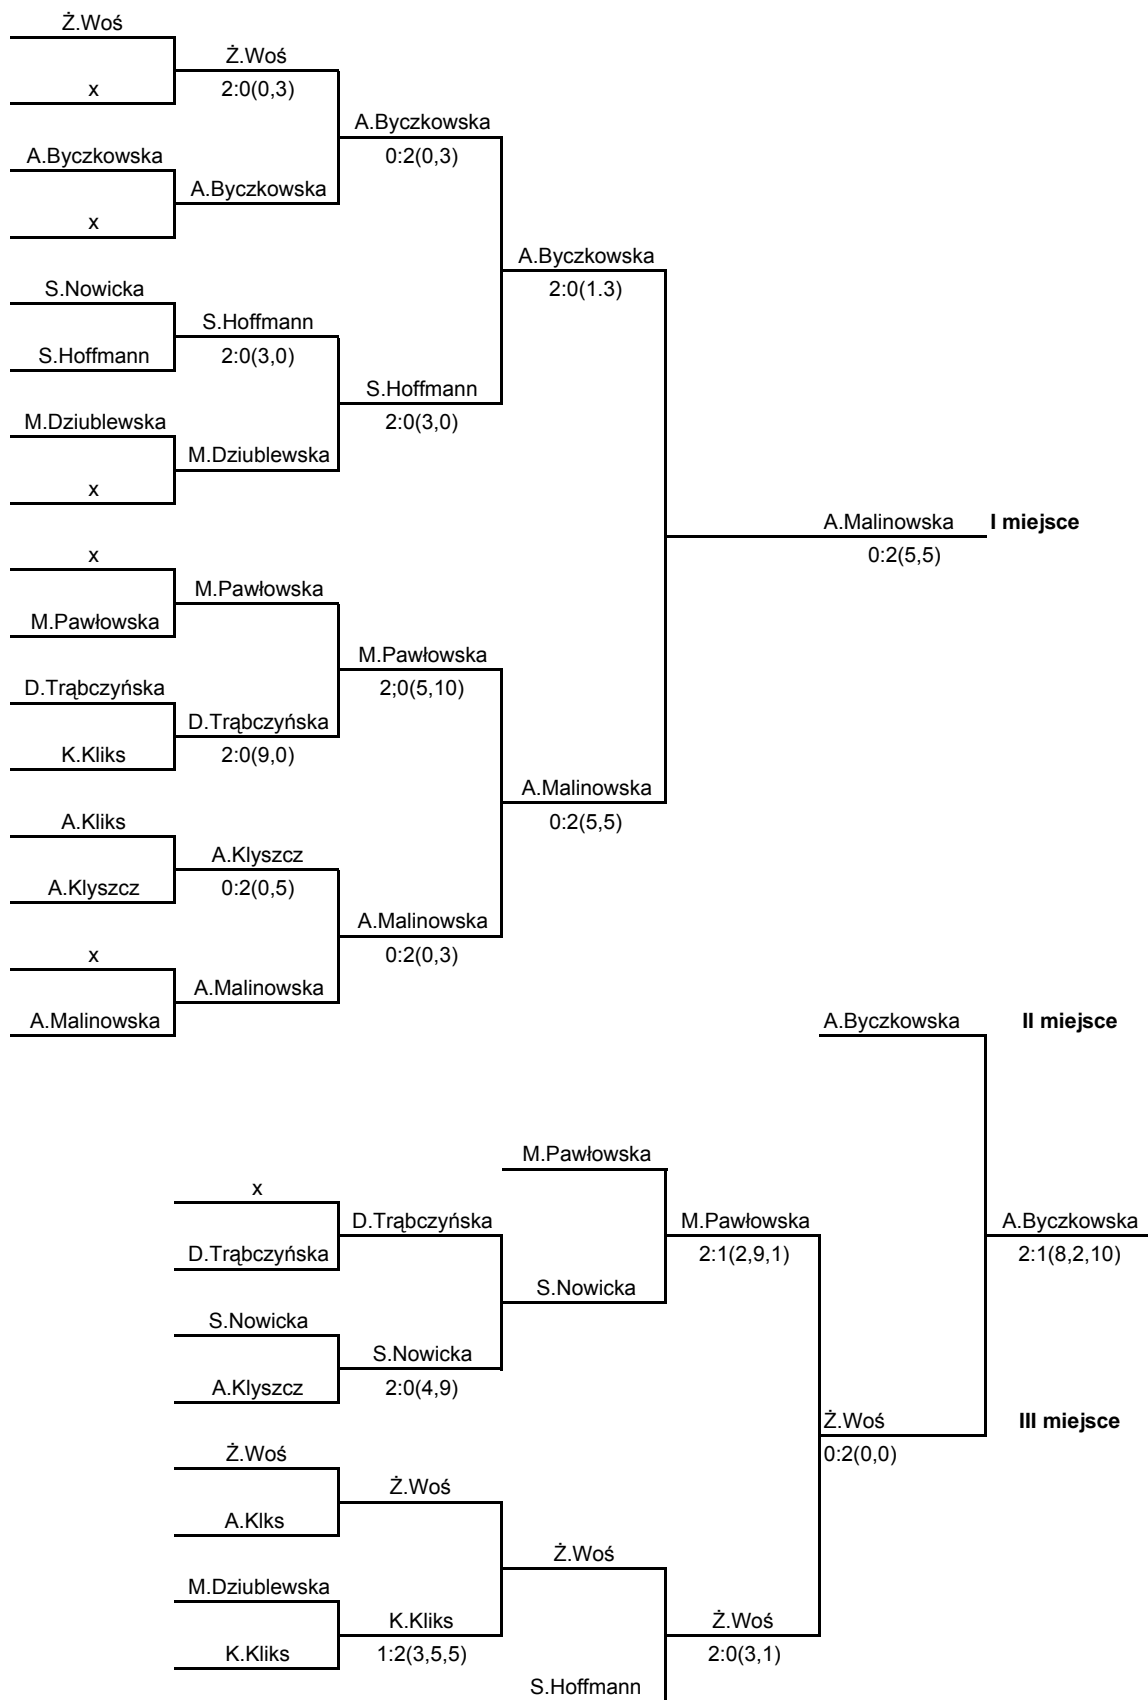 Ż.Woś
Ż.Woś
x
2:0(0,3)
A.Byczkowska
A.Byczkowska
0:2(0,3)
A.Byczkowska
x
A.Byczkowska
2:0(1.3)
S.Nowicka
S.Hoffmann
S.Hoffmann
2:0(3,0)
S.Hoffmann
M.Dziublewska
2:0(3,0)
M.Dziublewska
x
A.Malinowska I miejsce
0:2(5,5)
x
M.Pawłowska
M.Pawłowska
M.Pawłowska
D.Trąbczyńska
2;0(5,10)
D.Trąbczyńska
K.Kliks
2:0(9,0)
A.Malinowska
A.Kliks
0:2(5,5)
A.Klyszcz
A.Klyszcz
0:2(0,5)
A.Malinowska
x
0:2(0,3)
A.Malinowska
A.Malinowska
A.Byczkowska II miejsce
M.Pawłowska
x
D.Trąbczyńska
M.Pawłowska
A.Byczkowska
D.Trąbczyńska
2:1(2,9,1)
2:1(8,2,10)
S.Nowicka
S.Nowicka
S.Nowicka
A.Klyszcz
2:0(4,9)
Ż.Woś III miejsce
Ż.Woś
0:2(0,0)
Ż.Woś
A.Klks
Ż.Woś
M.Dziublewska
K.Kliks
Ż.Woś
K.Kliks
1:2(3,5,5)
2:0(3,1)
S.Hoffmann